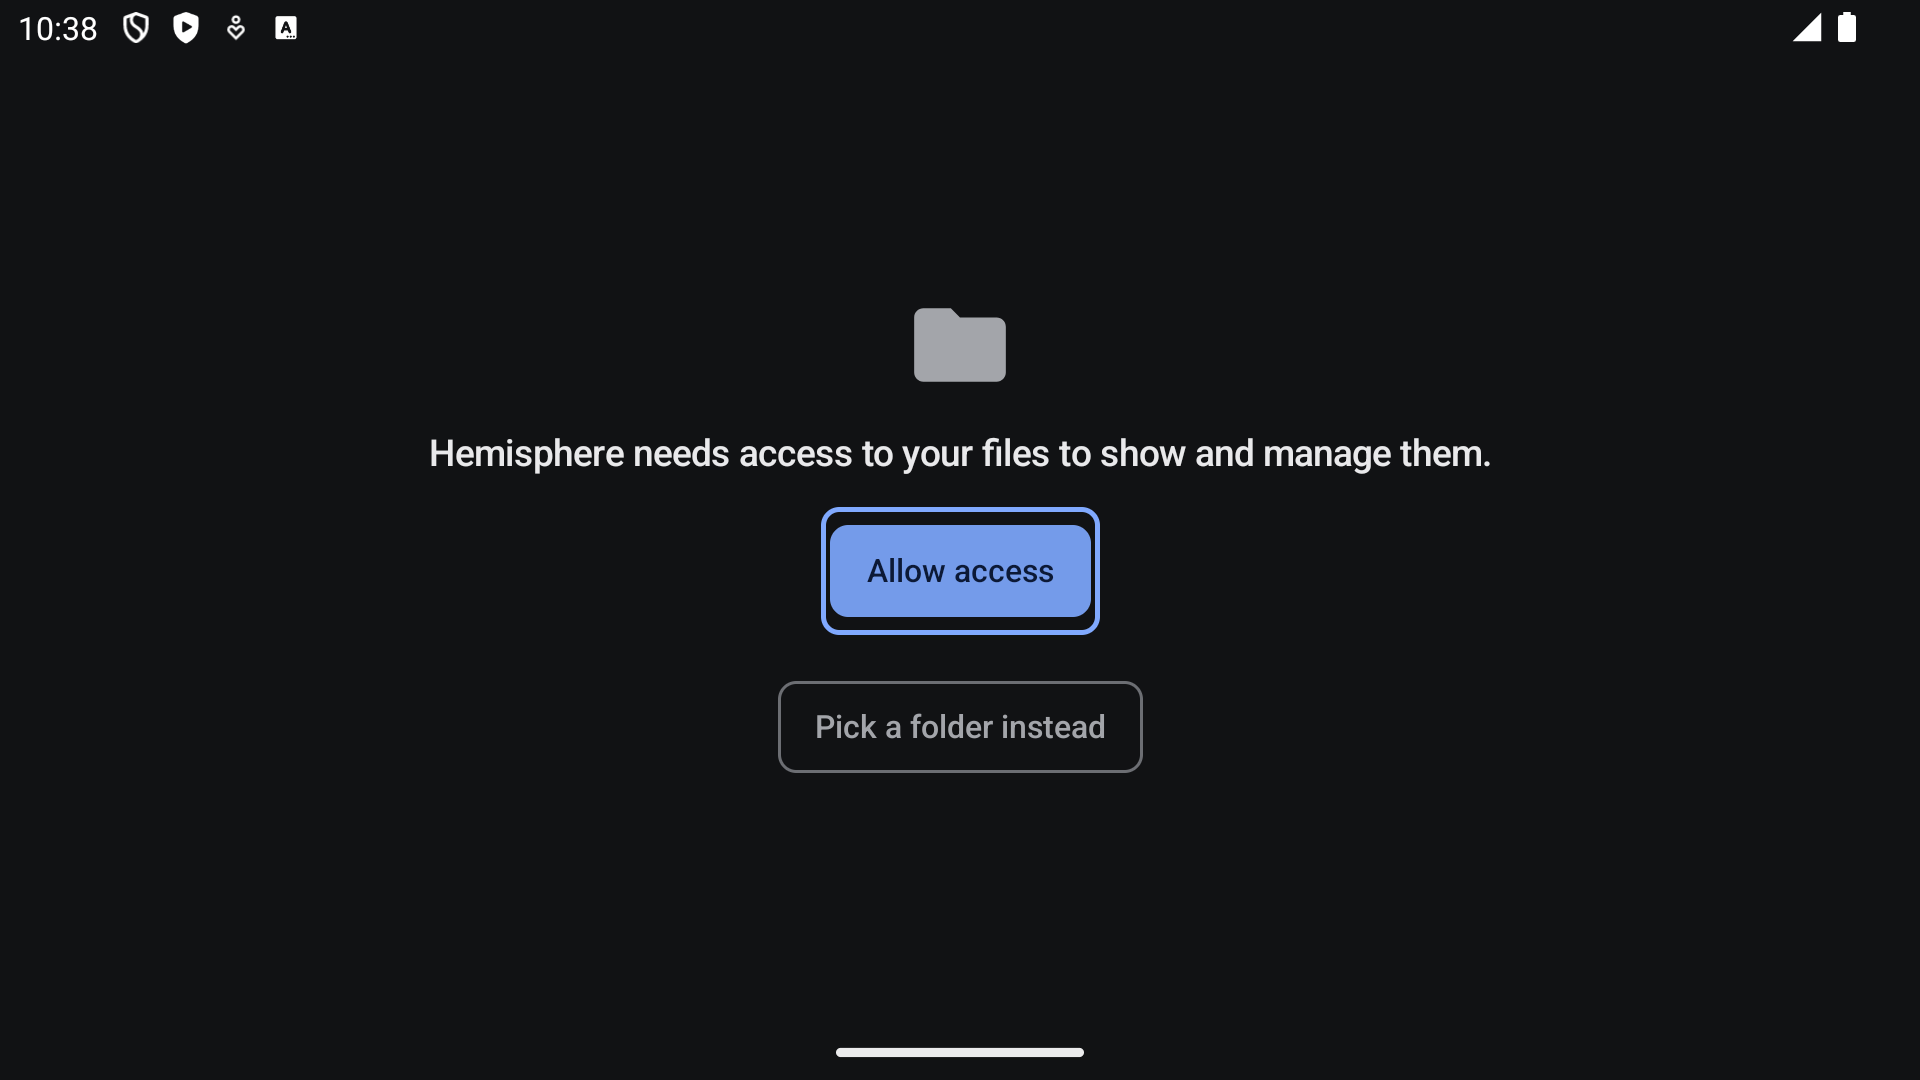 10:38
Hemisphere needs access to your files to show and manage them.
Allow access
Pick a folder instead